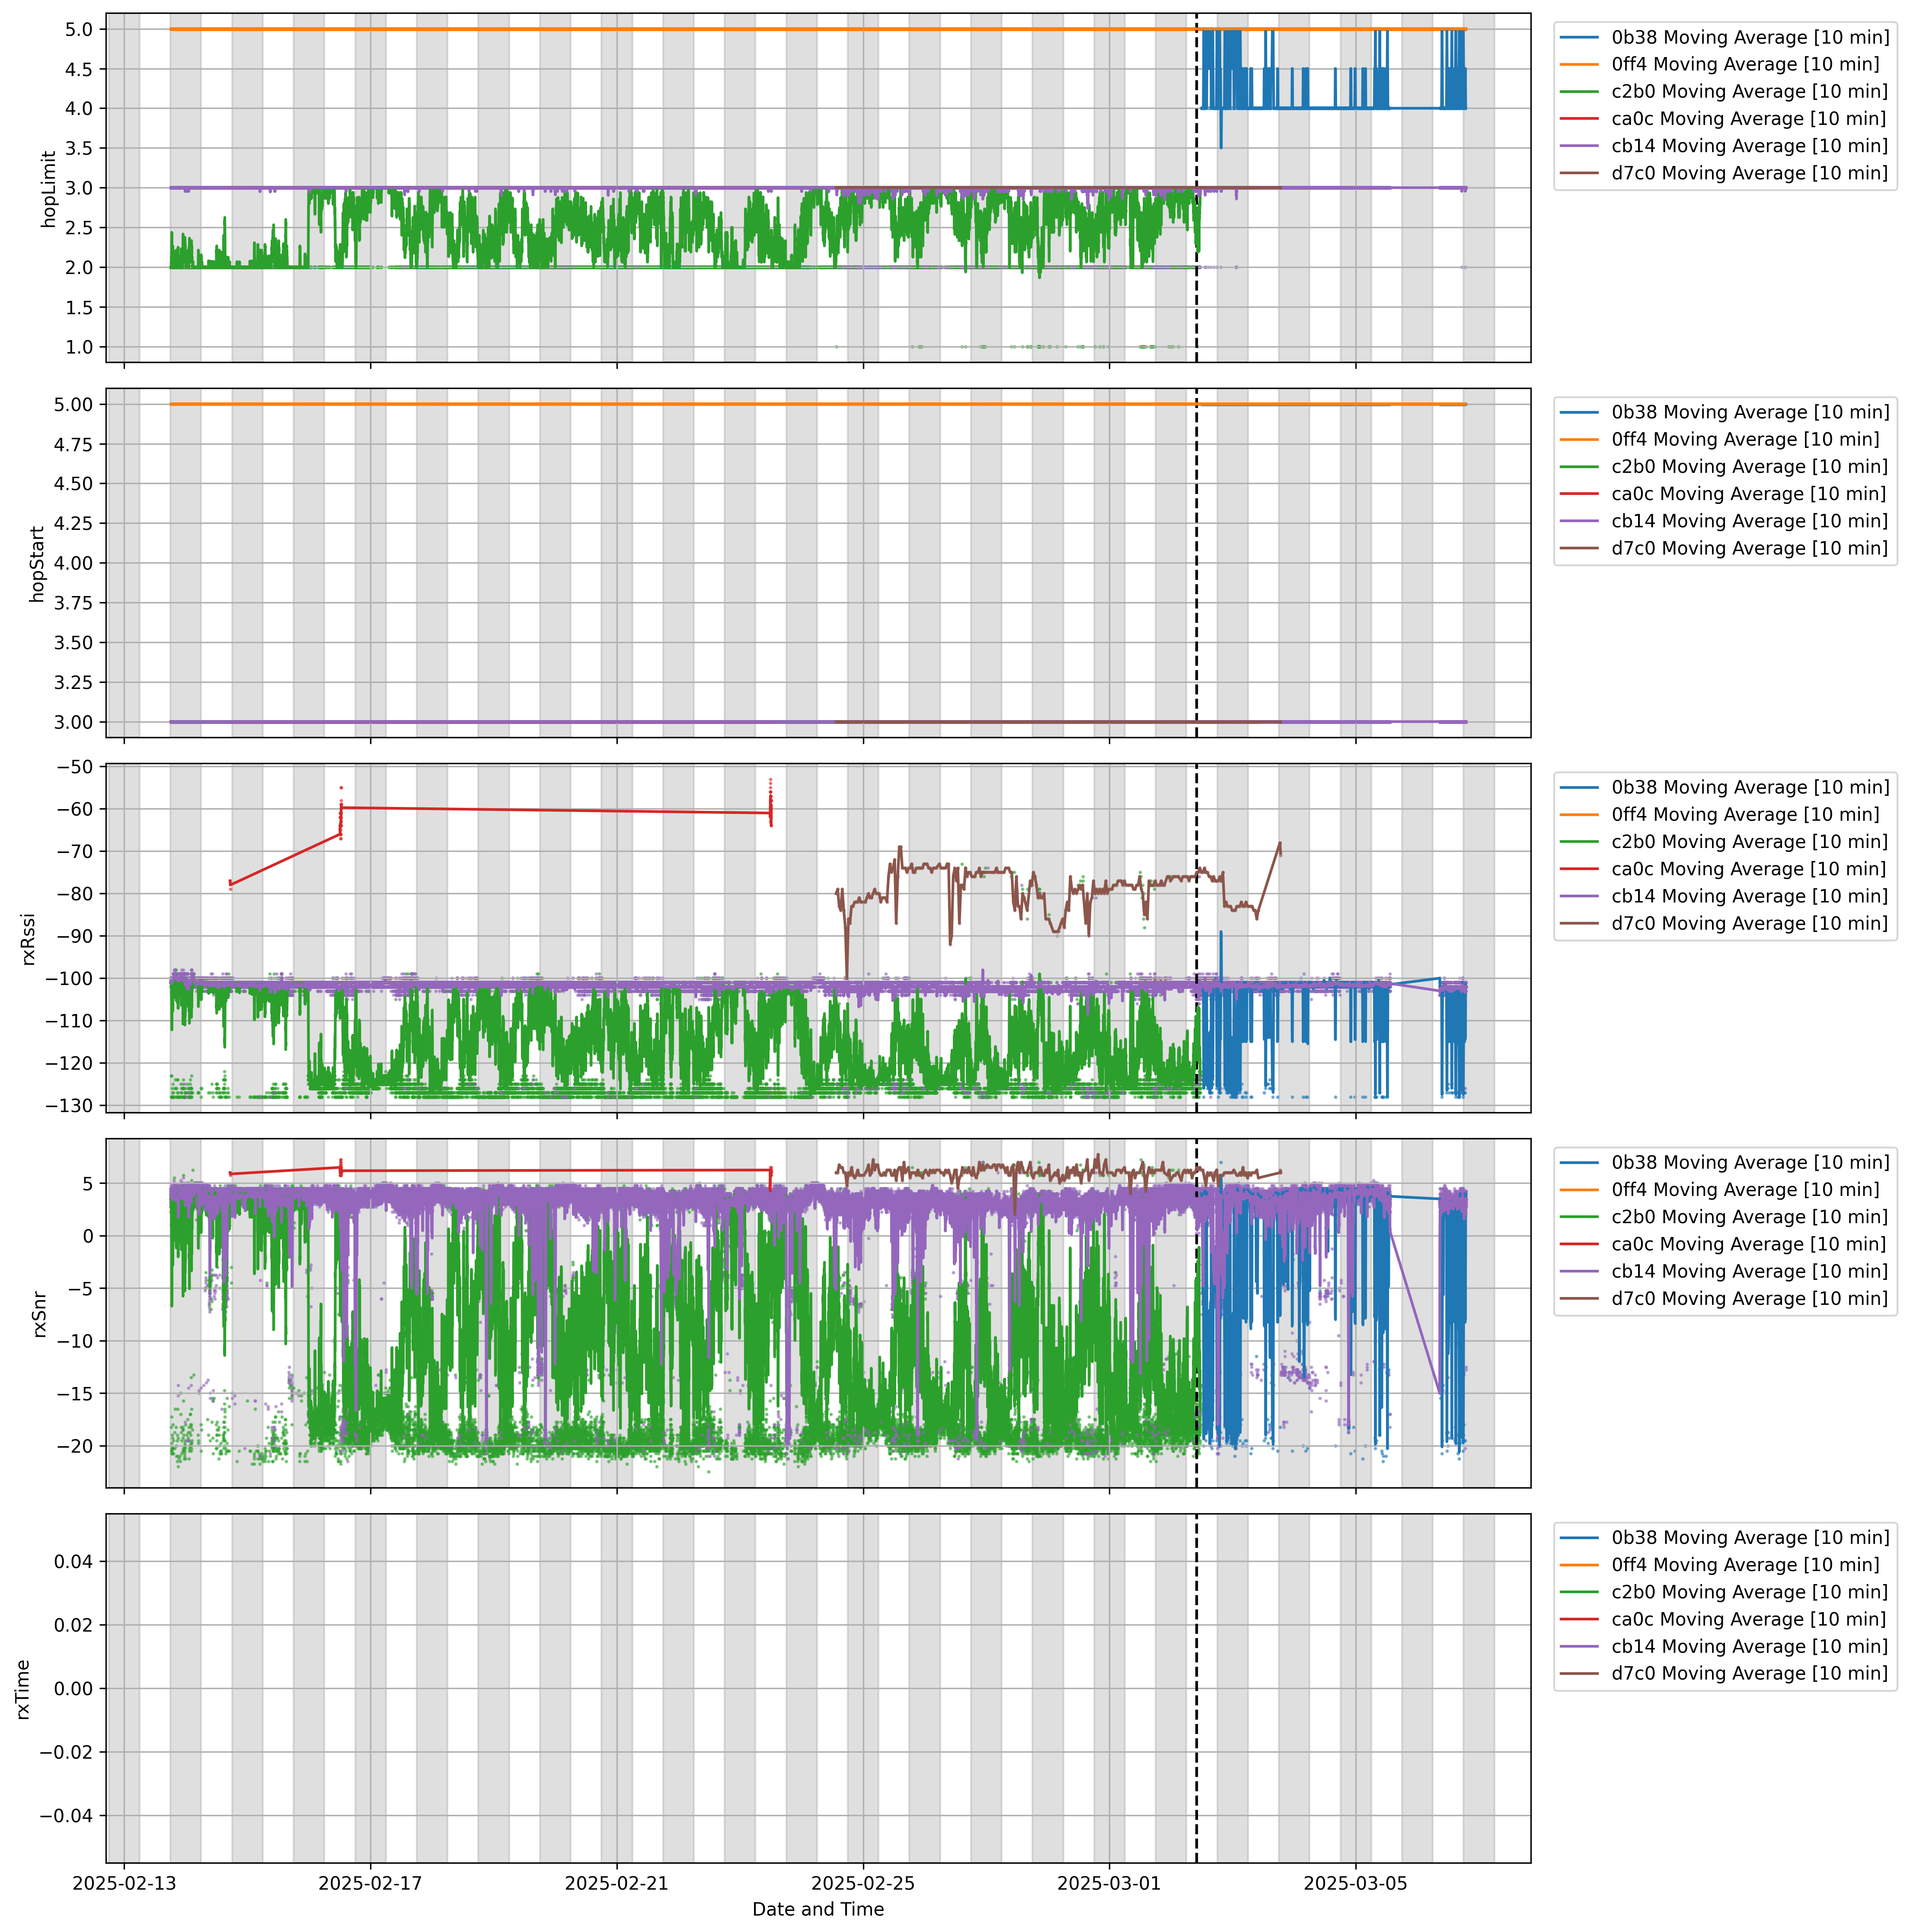 hopLimit
5.0
4.5
4.0
3.5
3.0
2.5
2.0
1.5
1.0
0b38 Moving Average [10 min]
0ff4 Moving Average [10 min]
c2b0 Moving Average [10 min]
ca0c Moving Average [10 min]
cb14 Moving Average [10 min]
d7c0 Moving Average [10 min]
hopStart
5.00
4.75
4.50
4.25
4.00
3.75
3.50
3.25
3.00
0b38 Moving Average [10 min]
0ff4 Moving Average [10 min]
c2b0 Moving Average [10 min]
ca0c Moving Average [10 min]
cb14 Moving Average [10 min]
d7c0 Moving Average [10 min]
rxRssi
−50
−60
−70
−80
−90
−100
−110
−120
−130
0b38 Moving Average [10 min]
0ff4 Moving Average [10 min]
c2b0 Moving Average [10 min]
ca0c Moving Average [10 min]
cb14 Moving Average [10 min]
d7c0 Moving Average [10 min]
rxSnr
5
0
−5
−10
−15
−20
0b38 Moving Average [10 min]
0ff4 Moving Average [10 min]
c2b0 Moving Average [10 min]
ca0c Moving Average [10 min]
cb14 Moving Average [10 min]
d7c0 Moving Average [10 min]
rxTime
0.04
0.02
0.00
−0.02
−0.04
0b38 Moving Average [10 min]
0ff4 Moving Average [10 min]
c2b0 Moving Average [10 min]
ca0c Moving Average [10 min]
cb14 Moving Average [10 min]
d7c0 Moving Average [10 min]
2025-02-13 2025-02-17 2025-02-21 2025-02-25 2025-03-01 2025-03-05
Date and Time